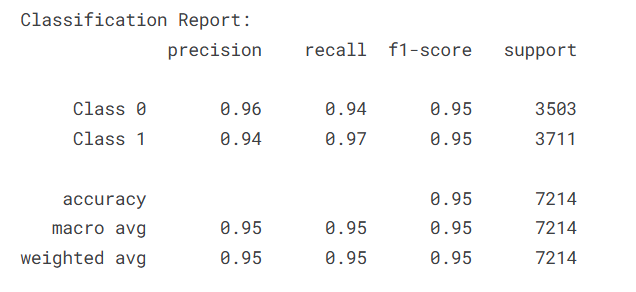 Classification Report:
precision recall f1-score support
Class 0 0.96 0.94 0.95 3503
Class 1 0.94 0.97 0.95 3711
accuracy 0.95 7214
macro avg 0.95 0.95 0.95 7214
weighted avg 0.95 0.95 0.95 7214